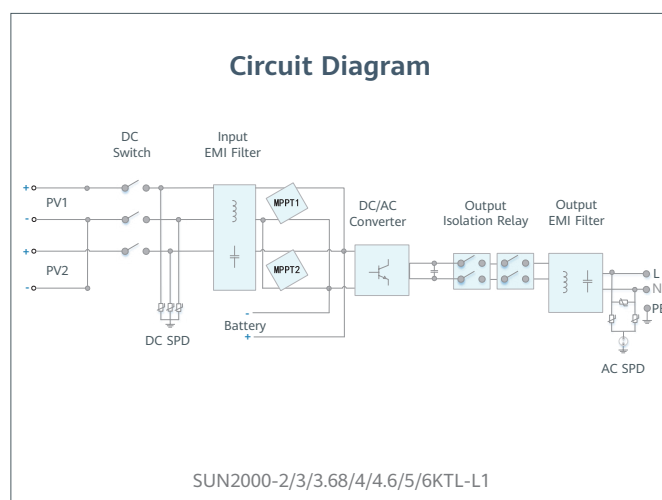 Circuit Diagram
DC
Switch
Input
EMI Filter
+
PV1
-
+
PV2
-
MPPT1
MPPT2
DC/AC
Converter
Output
Isolation Relay
Output
EMI Filter
L
N
PE
DC SPD
-
Battery
+
AC SPD
SUN2000-2/3/3.68/4/4.6/5/6KTL-L1